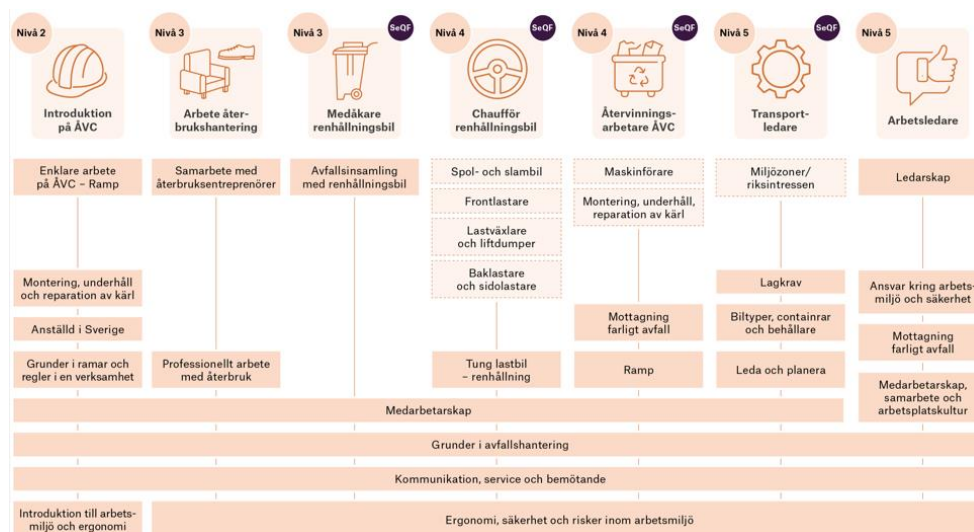 Nivå 2
Introduktion
på ÅVC
Nivå 3
Arbete åter-
brukshantering
Nivå 3
SeQF
Medåkare
renhållningsbil
Nivå 4
SeQF
Chaufför
renhållningsbil
Nivå 4
SeQF
Återvinnings-
arbetare ÅVC
Nivå 5
SeQF
Transport-
ledare
Nivå 5
Arbetsledare
Enklare arbete
på ÅVC – Ramp
Montering, underhåll
och reparation av kärl
Anställd i Sverige
Grunder i ramar och
regler i en verksamhet
Samarbete med
återbruksentreprenörer
Professionellt arbete
med återbruk
Avfallsinsamling
med renhållningsbil
Spol- och slambil
Frontlastare
Lastväxlare
och liftdumper
Baklastare
och sidolastare
Tung lastbil
– renhållning
Maskinförare
Montering, underhåll,
reparation av kärl
Mottagning
farligt avfall
Ramp
Miljözoner/
riksintressen
Lagkrav
Biltyper, containrar
och behållare
Leda och planera
Ledarskap
Ansvar kring arbets-
miljö och säkerhet
Mottagning
farligt avfall
Medarbetarskap,
samarbete och
arbetsplatskultur
Medarbetarskap
Grunder i avfallshantering
Kommunikation, service och bemötande
Introduktion till arbets-
miljö och ergonomi
Ergonomi, säkerhet och risker inom arbetsmiljö